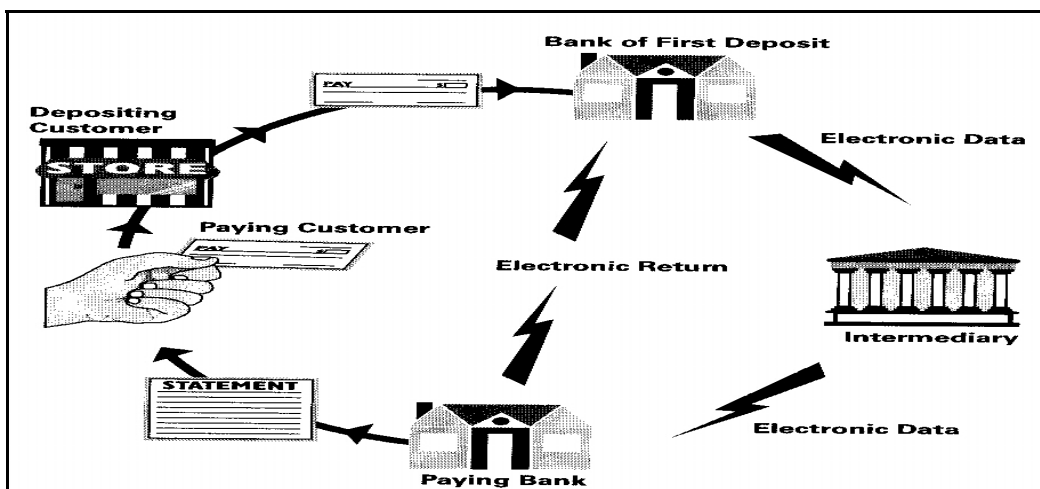 Bank of First Deposit
PAY
$
Depositing
Customer
STORE
Electronic Data
Paying Customer
PAY
$
Electronic Return
Intermediary
STATEMENT
Electronic Data
Paying Bank